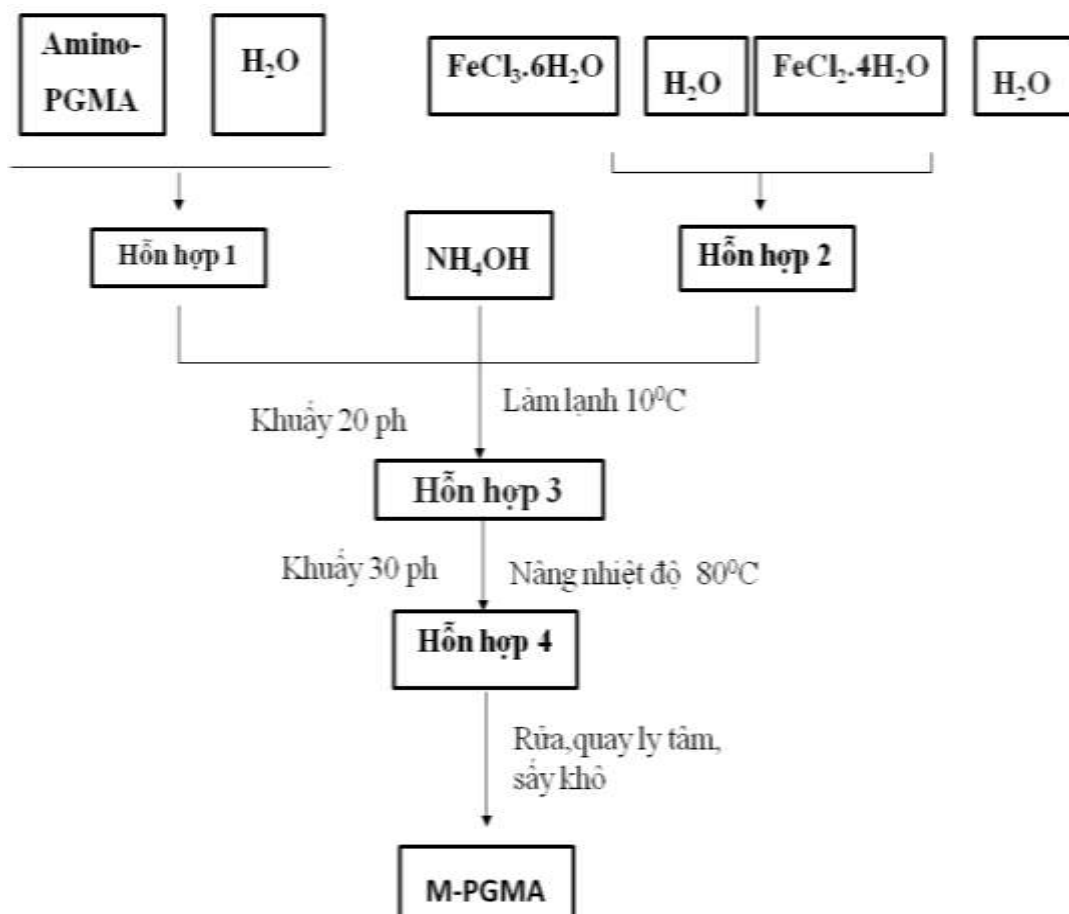 Amino-
PGMA
H₂O
FeCl₃.6H₂O
H₂O
FeCl₂.4H₂O
H₂O
Hỗn hợp 1
NH₄OH
Hỗn hợp 2
Khuấy 20 ph
Làm lạnh 10⁰C
Hỗn hợp 3
Khuấy 30 ph
Nâng nhiệt độ 80⁰C
Hỗn hợp 4
Rửa,quay ly tâm,
sấy khô
M-PGMA